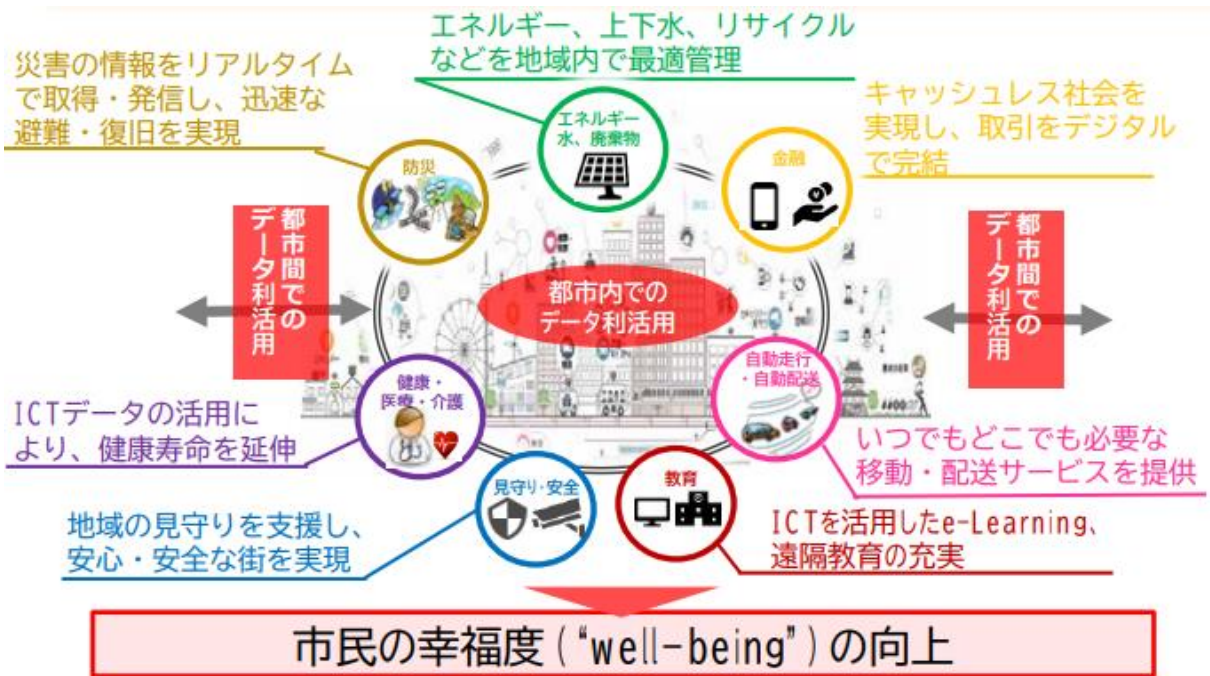 エネルギー、上下水、リサイクル
などを地域内で最適管理
災害の情報をリアルタイム
で取得・発信し、迅速な
避難・復旧を実現
キャッシュレス社会を
実現し、取引をデジタル
で完結
エネルギー
水、廃棄物
防災
金融
都市間での
データ利活用
都市内での
データ利活用
都市間での
データ利活用
健康・
医療・介護
自動走行
・自動配送
ICTデータの活用に
より、健康寿命を延伸
いつでもどこでも必要な
移動・配送サービスを提供
見守り・安全
教育
地域の見守りを支援し、
安心・安全な街を実現
ICTを活用したe-Learning、
遠隔教育の充実
市民の幸福度(“well-being”)の向上